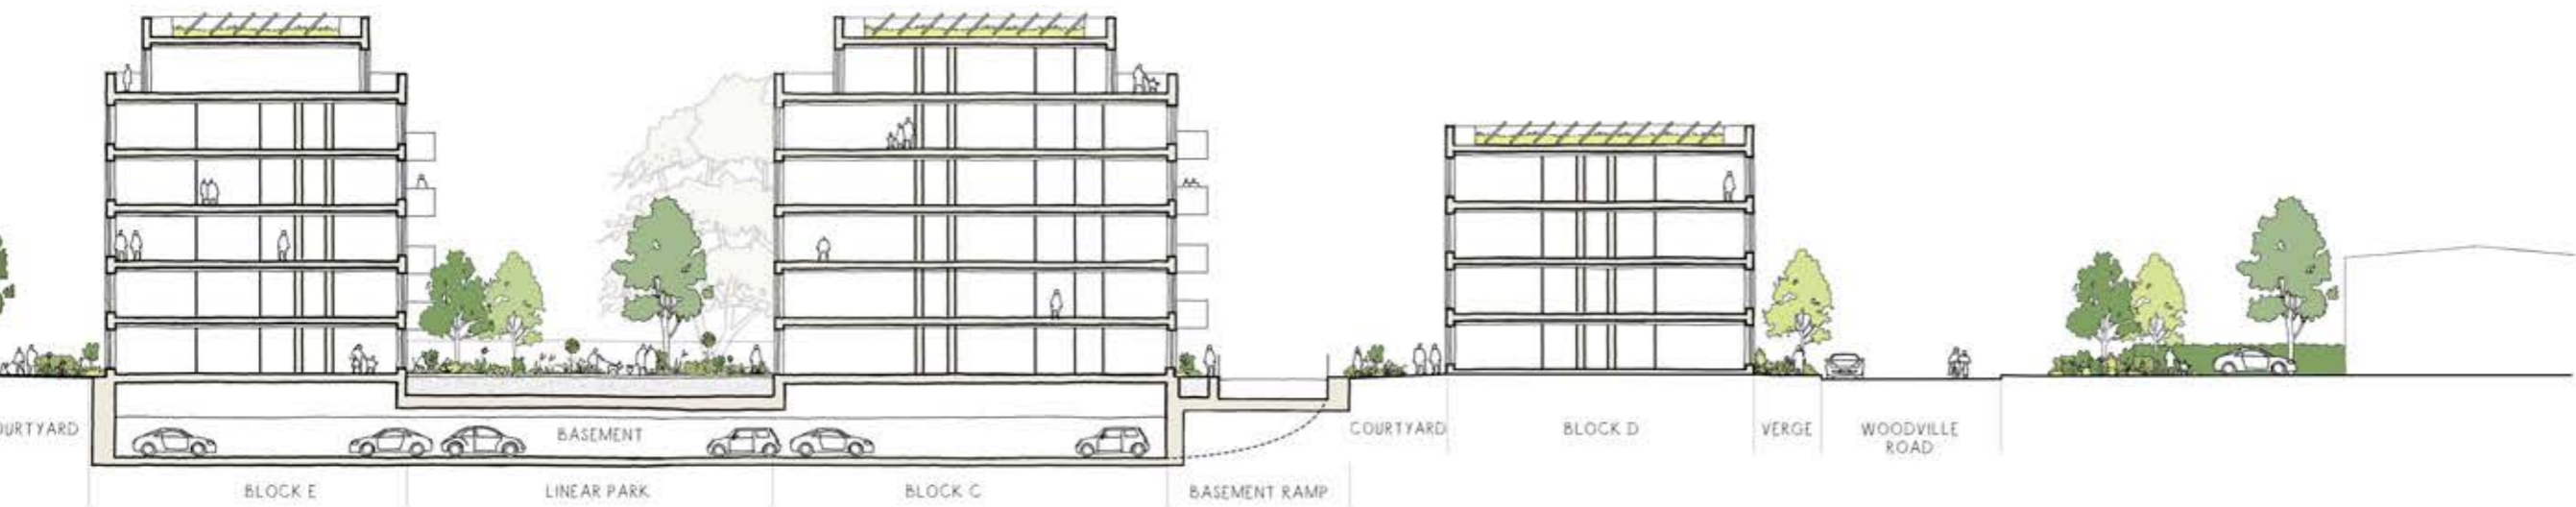 OURTYARD
BASEMENT
COURTYARD
BLOCK D
VERGE
WOODVILLE
ROAD
BLOCK E
LINEAR PARK
BLOCK C
BASEMENT RAMP